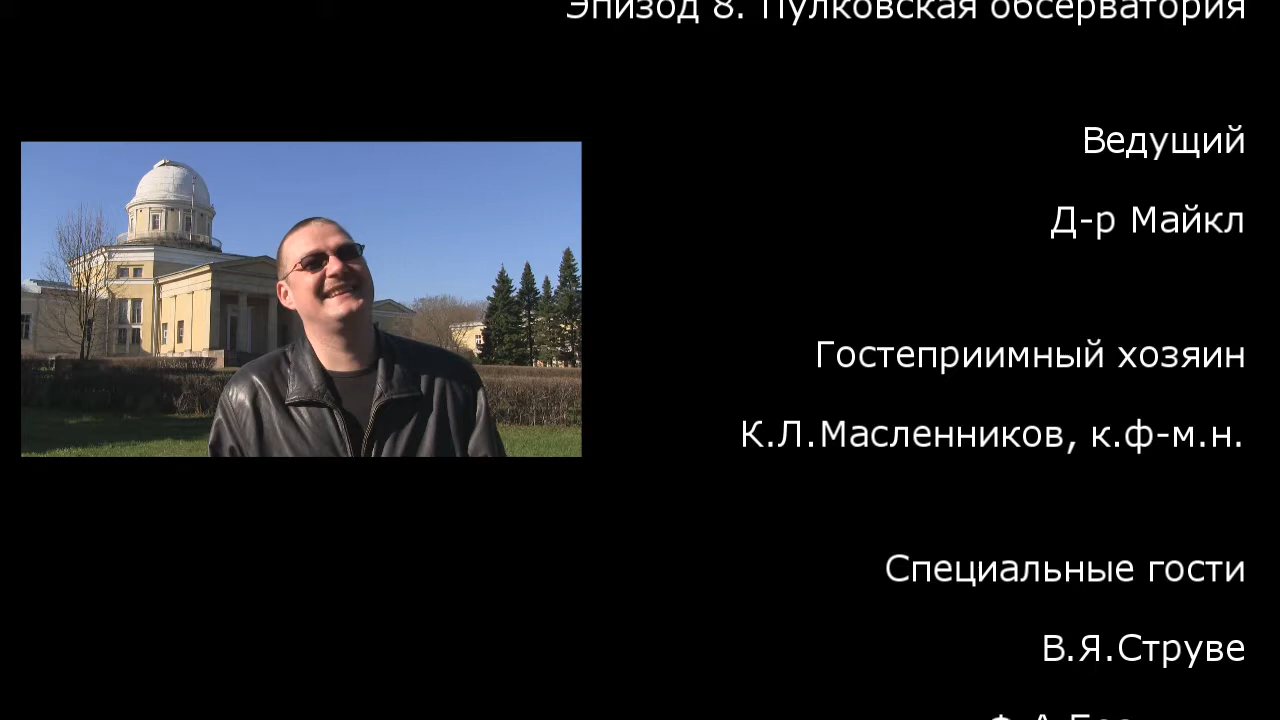 Эпизод 8. Пулковская обсерватория
Ведущий
Д-р Майкл
Гостеприимный хозяин
К.Л.Масленников, к.ф-м.н.
Специальные гости
В.Я.Струве